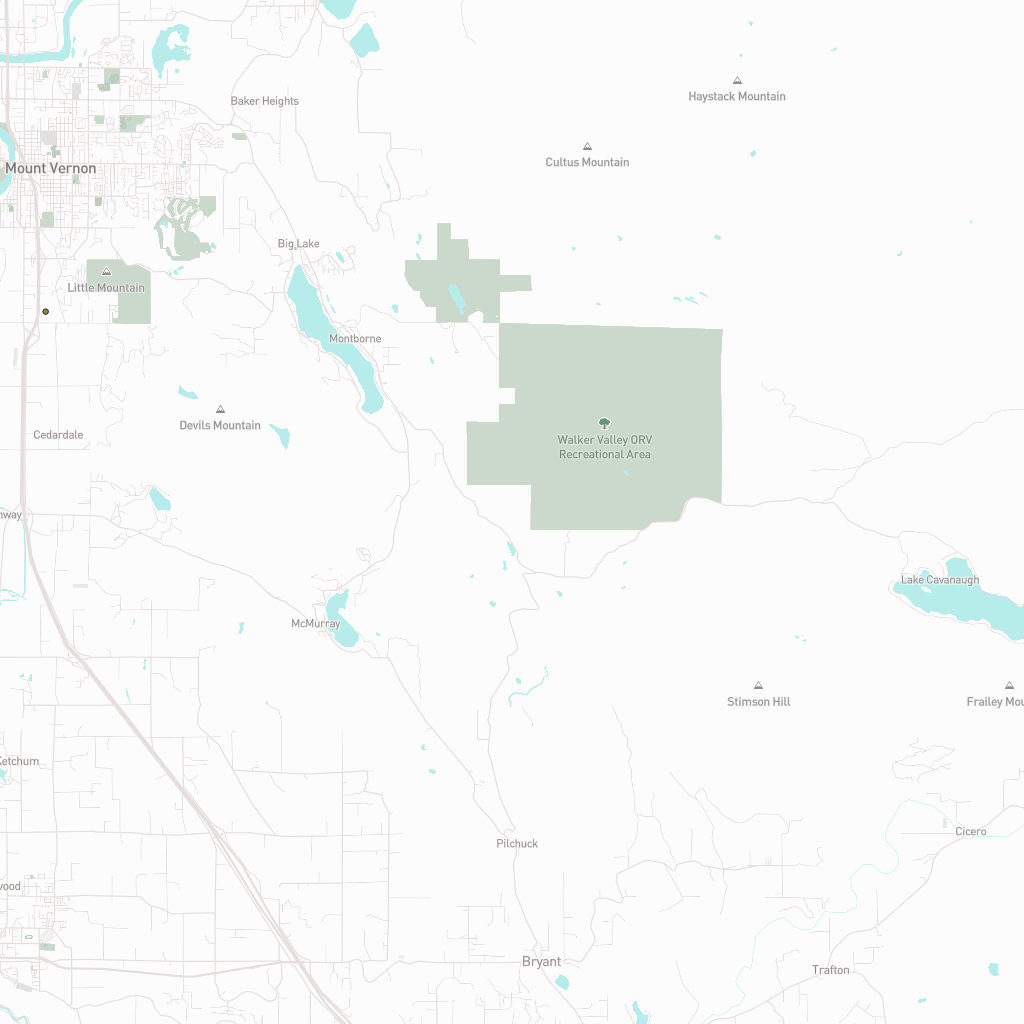 Haystack Mountain
Baker Heights
Cultus Mountain
Mount Vernon
Big Lake
Little Mountain
Montborne
Devils Mountain
Cedardale
Walker Valley ORV
Recreational Area
nway
Lake Cavanaugh
McMurray
Stimson Hill
Frailey Mou
Ketchum
Cicero
Pilchuck
wood
Bryant
Trafton